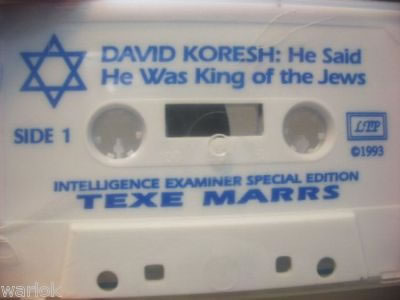 DAVID KORESH: He Said
He Was King of the Jews
SIDE 1
LTP
©1993
INTELLIGENCE EXAMINER SPECIAL EDITION
TEXE MARRS
warlok